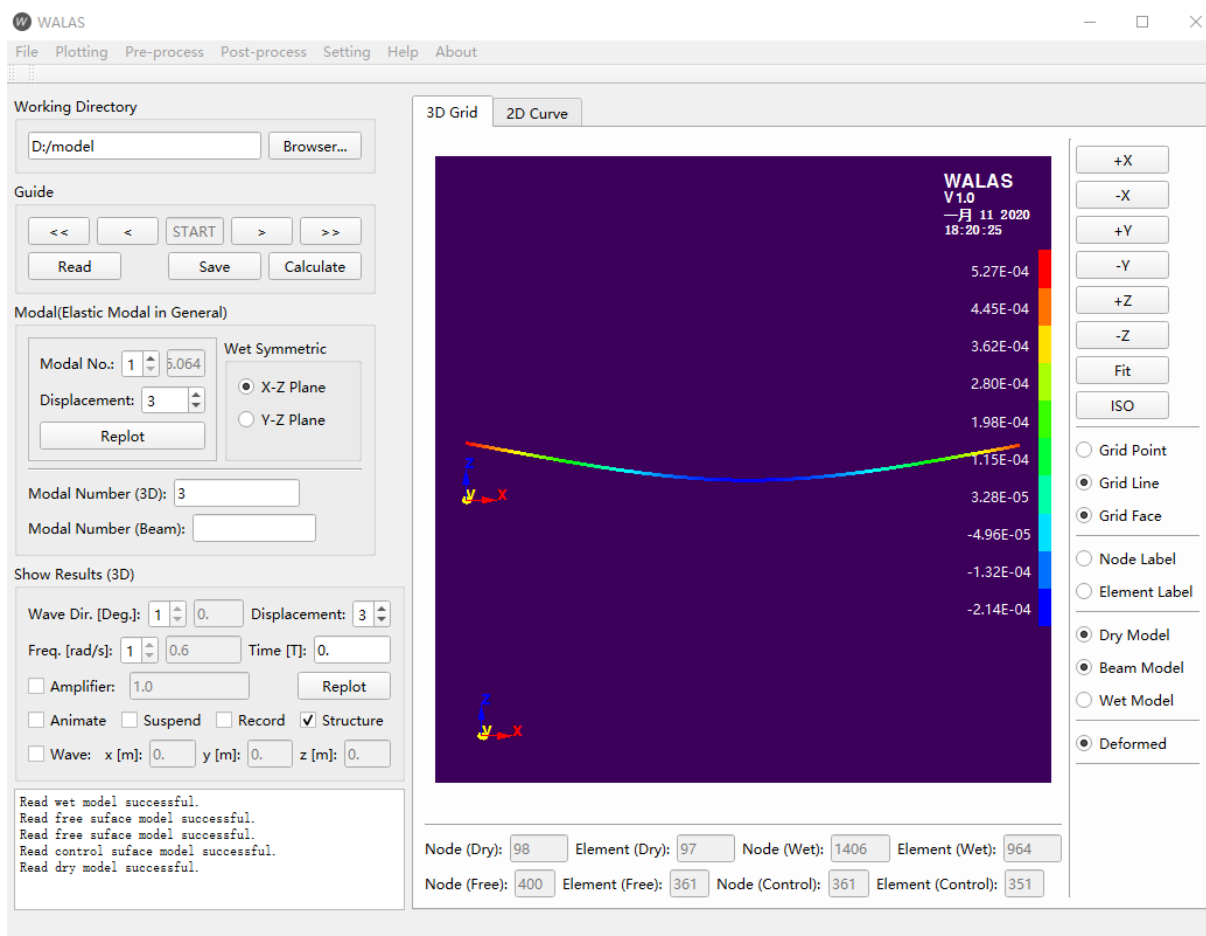 WALAS
File Plotting Pre-process Post-process Setting Help About
Working Directory
D:/model Browser...
Guide
<< < START > >>
Read Save Calculate
Modal(Elastic Modal in General)
Modal No.: 1 5.064
Displacement: 3
Replot
Wet Symmetric
X-Z Plane
Y-Z Plane
Modal Number (3D): 3
Modal Number (Beam):
Show Results (3D)
Wave Dir. [Deg.]: 1 0. Displacement: 3
Freq. [rad/s]: 1 0.6 Time [T]: 0.
Amplifier: 1.0 Replot
Animate Suspend Record Structure
Wave: x [m]: 0. y [m]: 0. z [m]: 0.
Read wet model successful.
Read free suface model successful.
Read free suface model successful.
Read control suface model successful.
Read dry model successful.
3D Grid 2D Curve
WALAS
V 1.0
一月 11 2020
18:20:25
5.27E-04
4.45E-04
3.62E-04
2.80E-04
1.98E-04
1.15E-04
3.28E-05
-4.96E-05
-1.32E-04
-2.14E-04
Z
Y X
Z
Y X
+X
-X
+Y
-Y
+Z
-Z
Fit
ISO
Grid Point
Grid Line
Grid Face
Node Label
Element Label
Dry Model
Beam Model
Wet Model
Deformed
Node (Dry): 98 Element (Dry): 97 Node (Wet): 1406 Element (Wet): 964
Node (Free): 400 Element (Free): 361 Node (Control): 361 Element (Control): 351